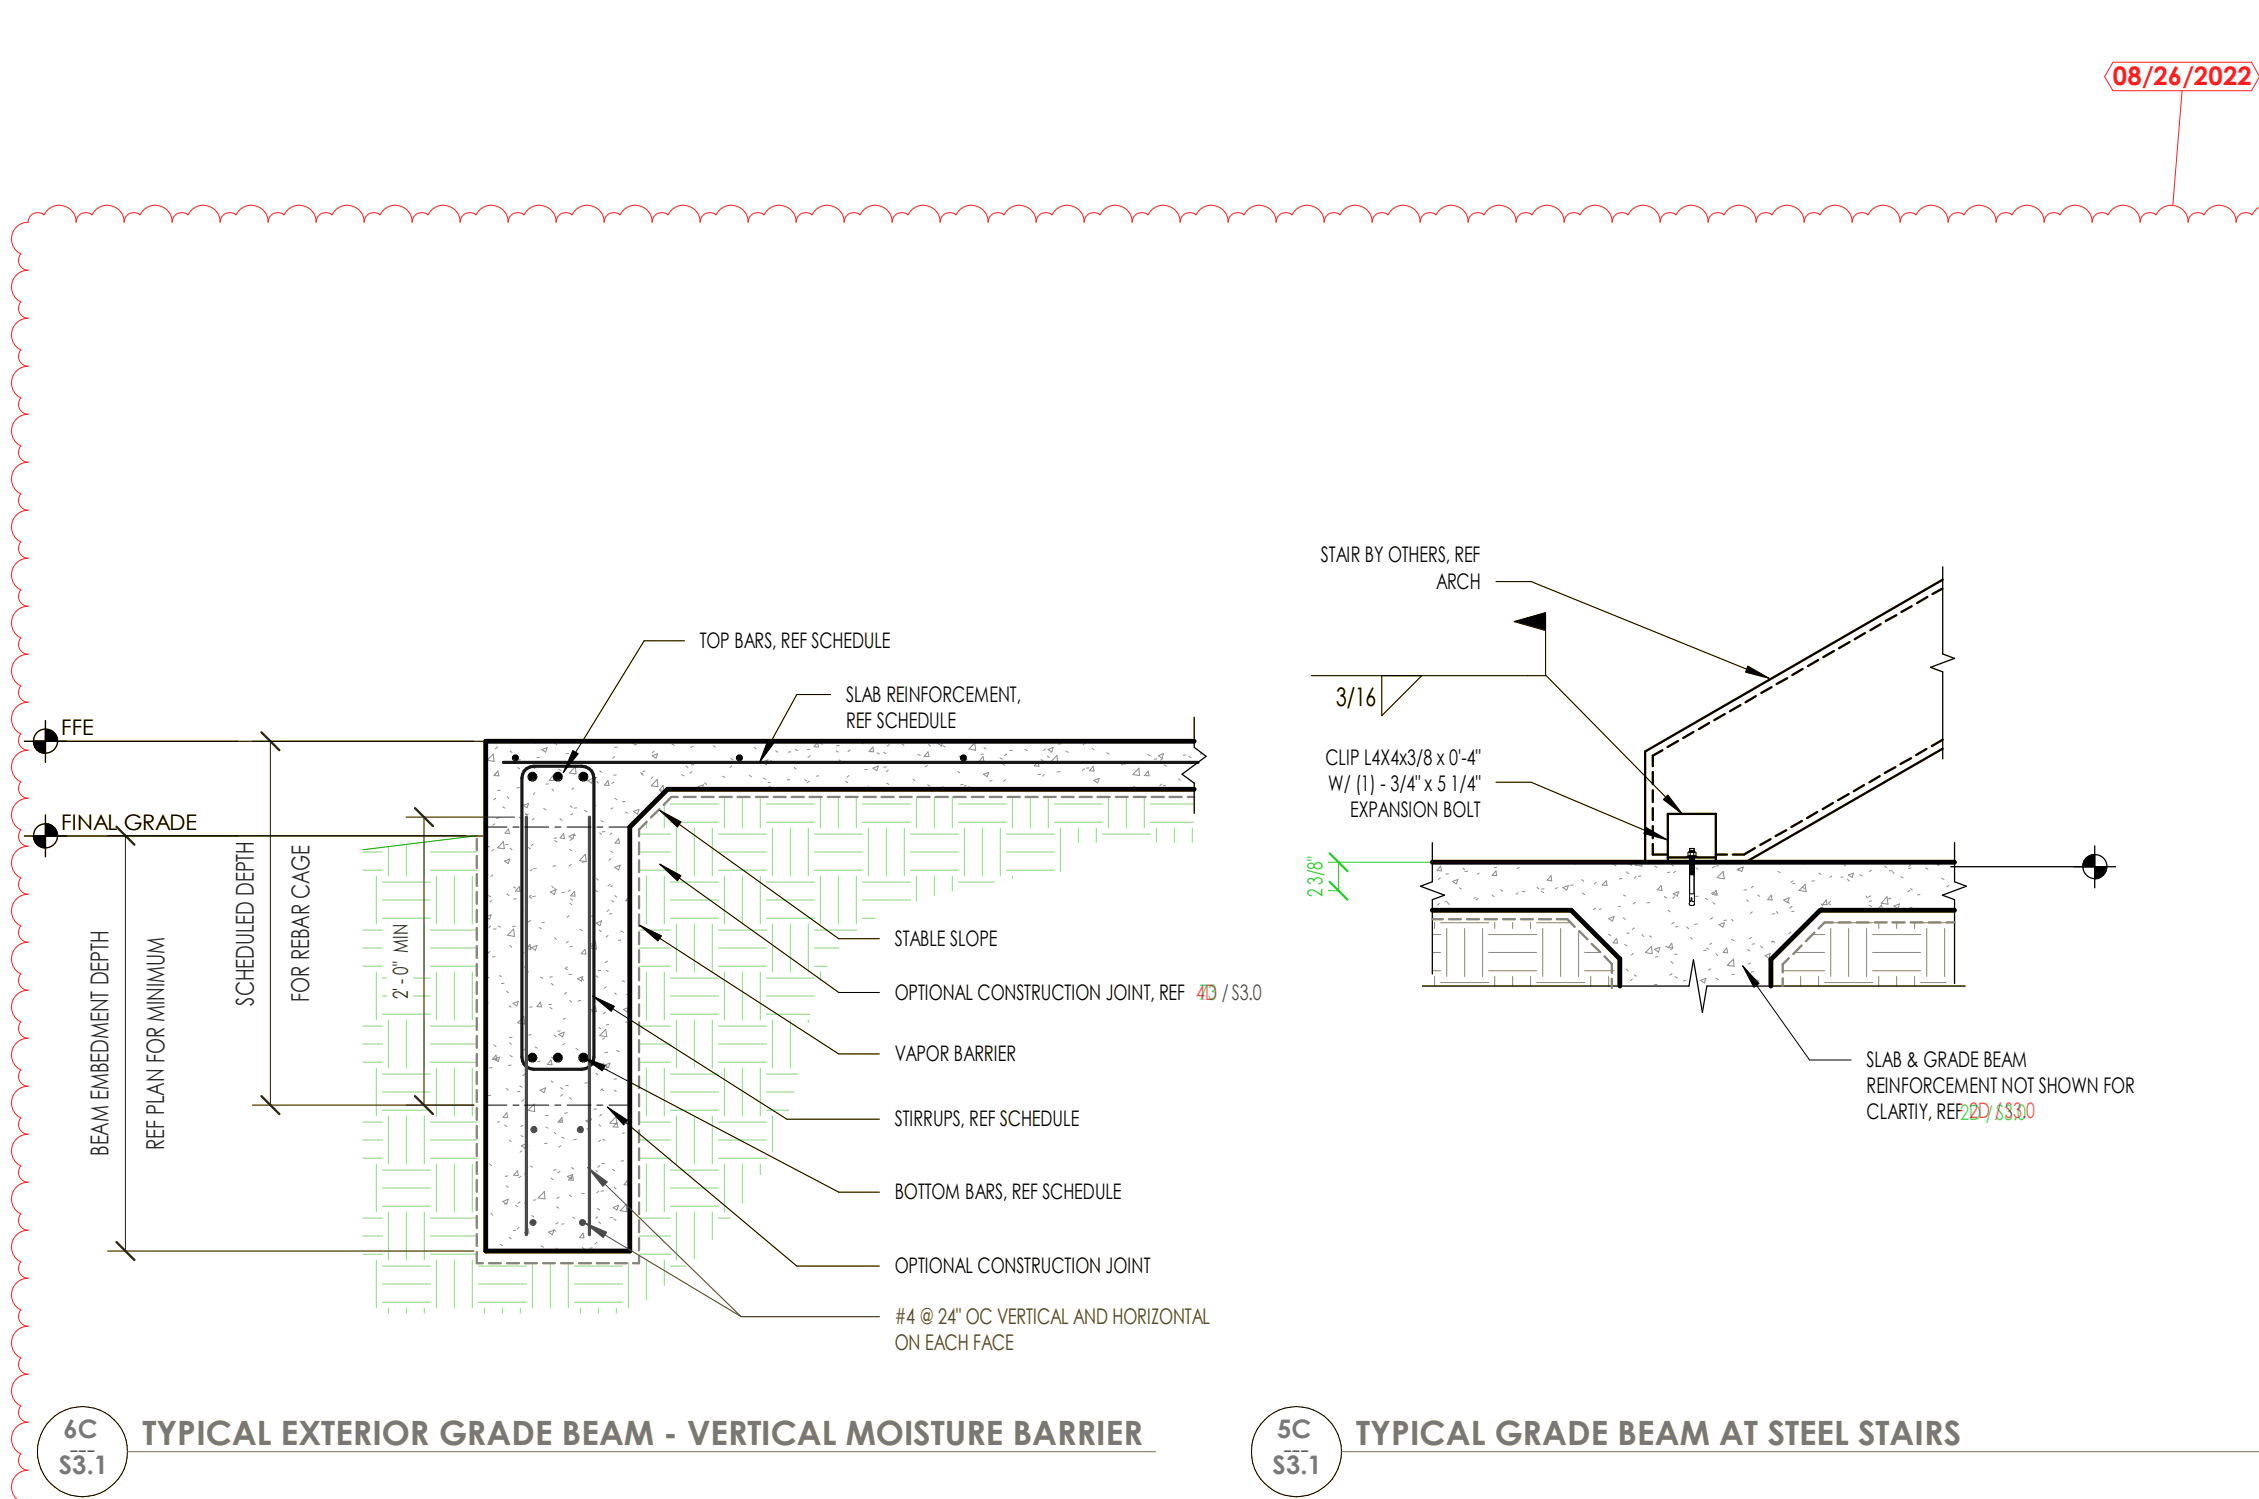 08/26/2022
TOP BARS, REF SCHEDULE
SLAB REINFORCEMENT,
REF SCHEDULE
FFE
FINAL GRADE
SCHEDULED DEPTH
FOR REBAR CAGE
2'-0" MIN
BEAM EMBEDMENT DEPTH
REF PLAN FOR MINIMUM
STABLE SLOPE
OPTIONAL CONSTRUCTION JOINT, REF / S3.0
VAPOR BARRIER
STIRRUPS, REF SCHEDULE
BOTTOM BARS, REF SCHEDULE
OPTIONAL CONSTRUCTION JOINT
#4 @ 24" OC VERTICAL AND HORIZONTAL
ON EACH FACE
6C
---
S3.1
TYPICAL EXTERIOR GRADE BEAM - VERTICAL MOISTURE BARRIER
STAIR BY OTHERS, REF
ARCH
3/16
CLIP L4X4x3/8 x 0'-4"
W/ (1) - 3/4" x 5 1/4"
EXPANSION BOLT
2 3/8"
SLAB & GRADE BEAM
REINFORCEMENT NOT SHOWN FOR
CLARTIY, REF 2D / S3.0
5C
---
S3.1
TYPICAL GRADE BEAM AT STEEL STAIRS